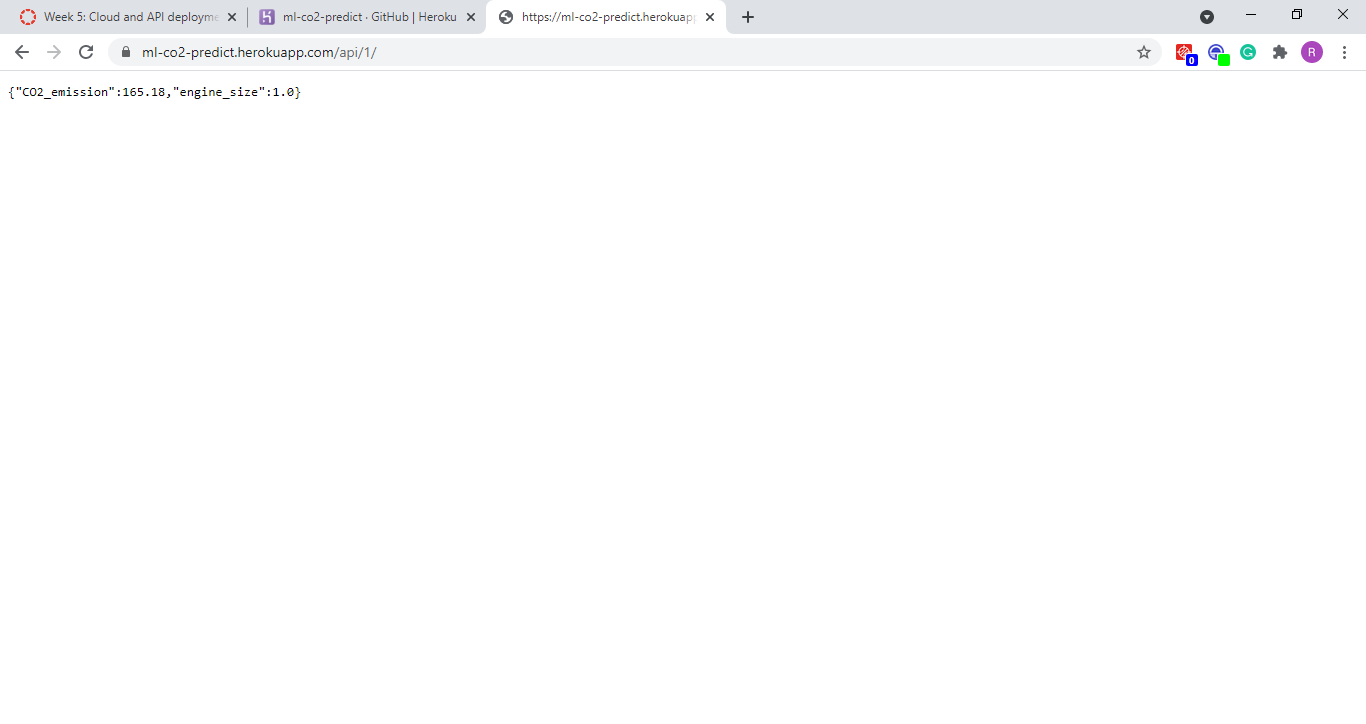 Week 5: Cloud and API deployme
ml-co2-predict · GitHub | Heroku
https://ml-co2-predict.herokuapp
ml-co2-predict.herokuapp.com/api/1/
0
G
R
{"CO2_emission":165.18,"engine_size":1.0}